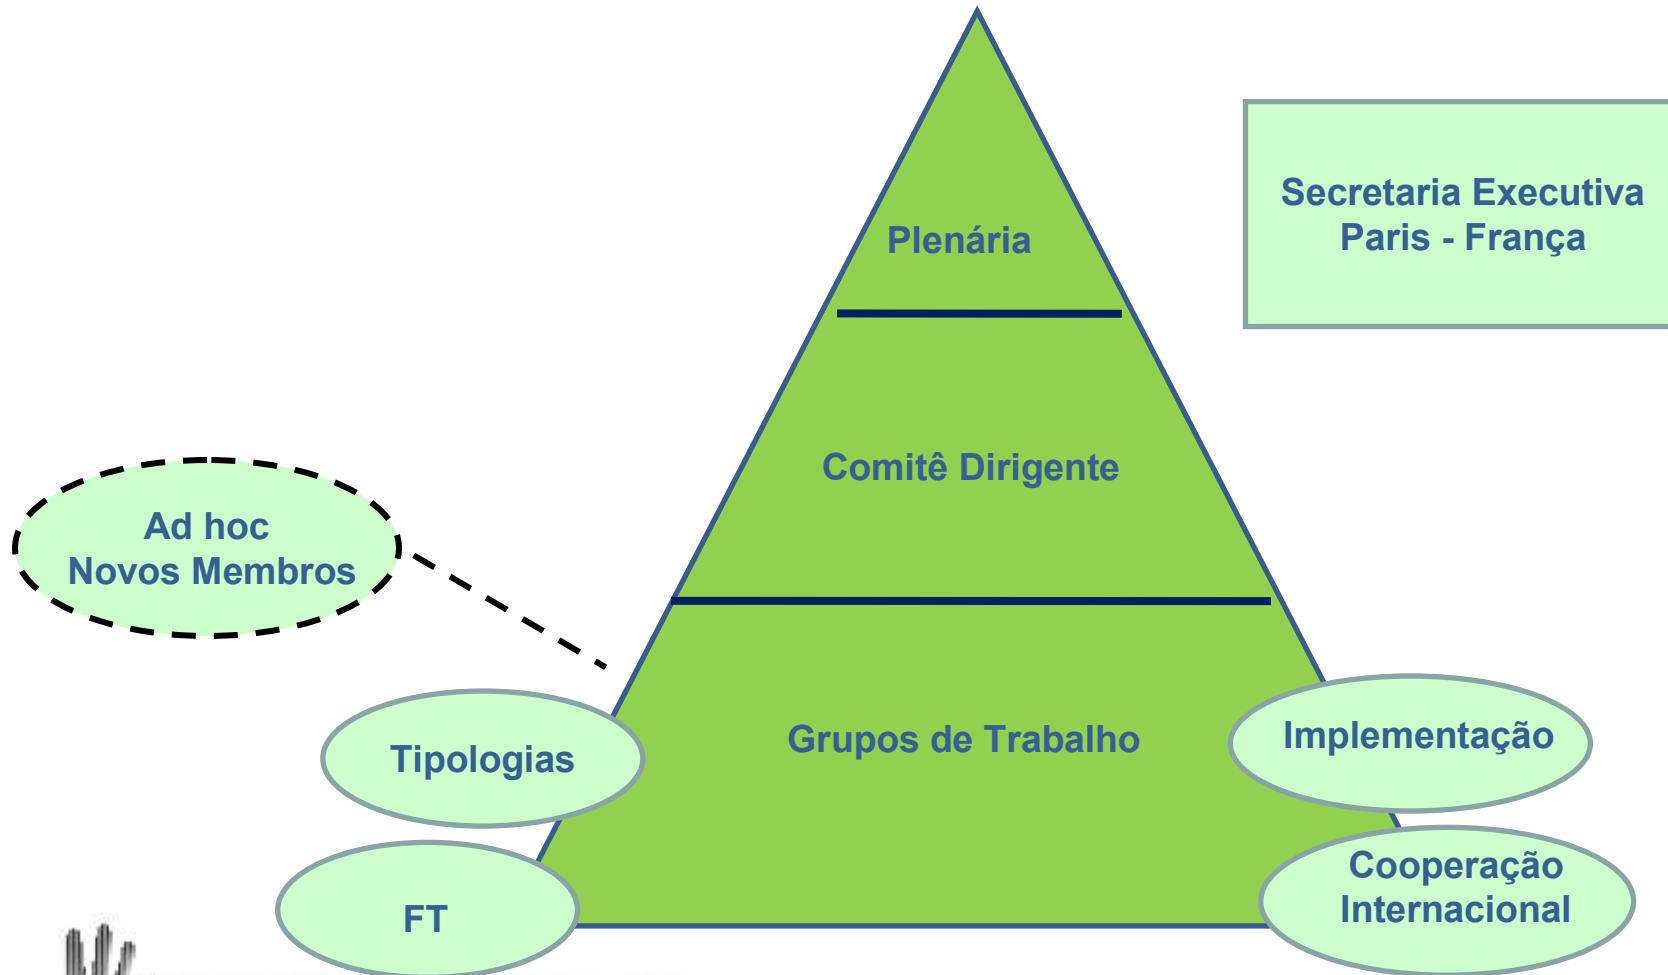 Plenária
Secretaria Executiva
Paris - França
Comitê Dirigente
Ad hoc
Novos Membros
Grupos de Trabalho
Tipologias
Implementação
FT
Cooperação
Internacional